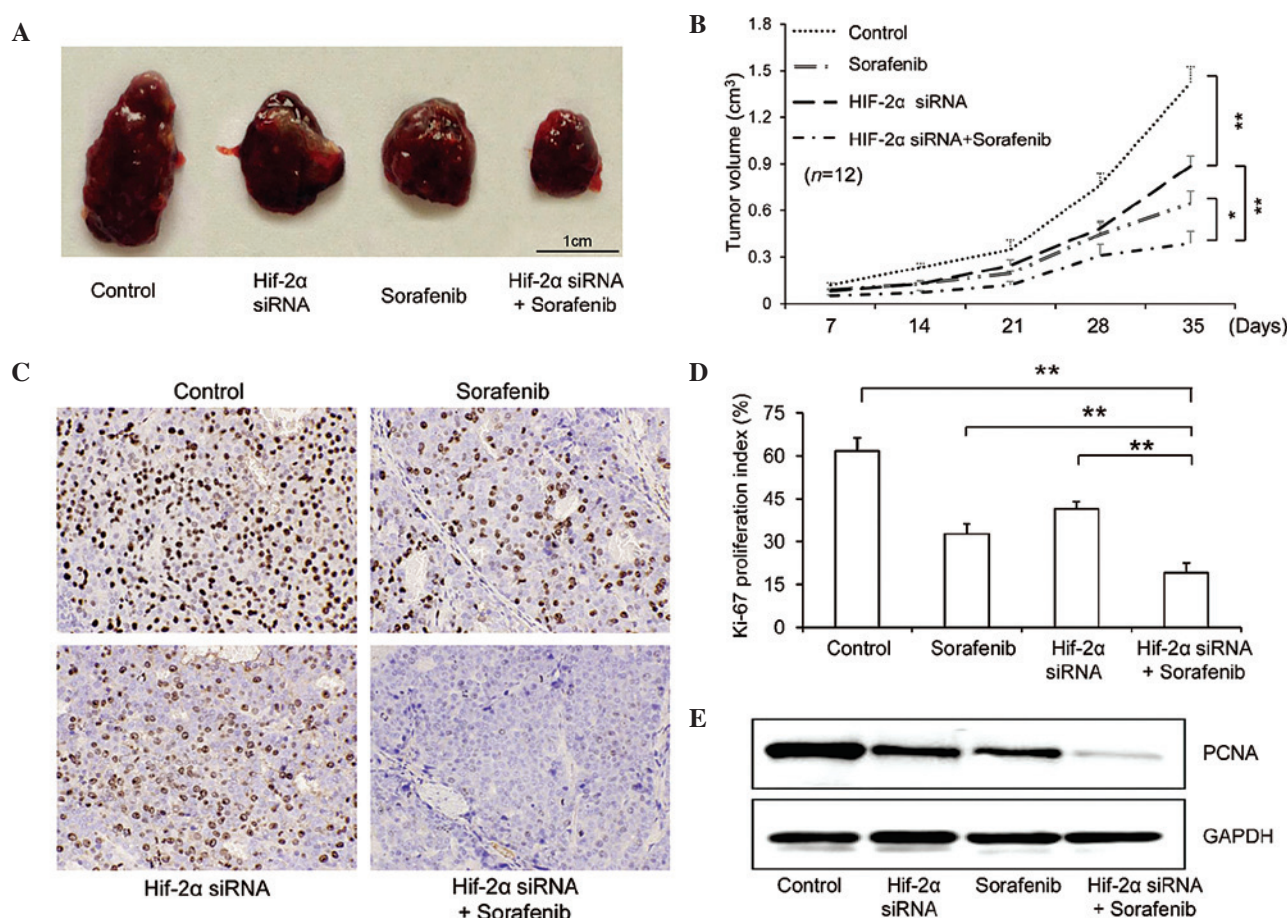 A
1cm
Control
Hif-2α
siRNA
Sorafenib
Hif-2α siRNA
+ Sorafenib
B
1.8
1.5
1.2
0.9
0.6
0.3
0
Tumor volume (cm³)
Control
Sorafenib
HIF-2α siRNA
HIF-2α siRNA+Sorafenib
(n=12)
**
**
*
7 14 21 28 35 (Days)
C
Control
Sorafenib
Hif-2α siRNA
Hif-2α siRNA
+ Sorafenib
D
**
**
**
75
60
45
30
15
0
Ki-67 proliferation index (%)
Control
Sorafenib
Hif-2α
siRNA
Hif-2α siRNA
+ Sorafenib
E
PCNA
GAPDH
Control
Hif-2α
siRNA
Sorafenib
Hif-2α siRNA
+ Sorafenib